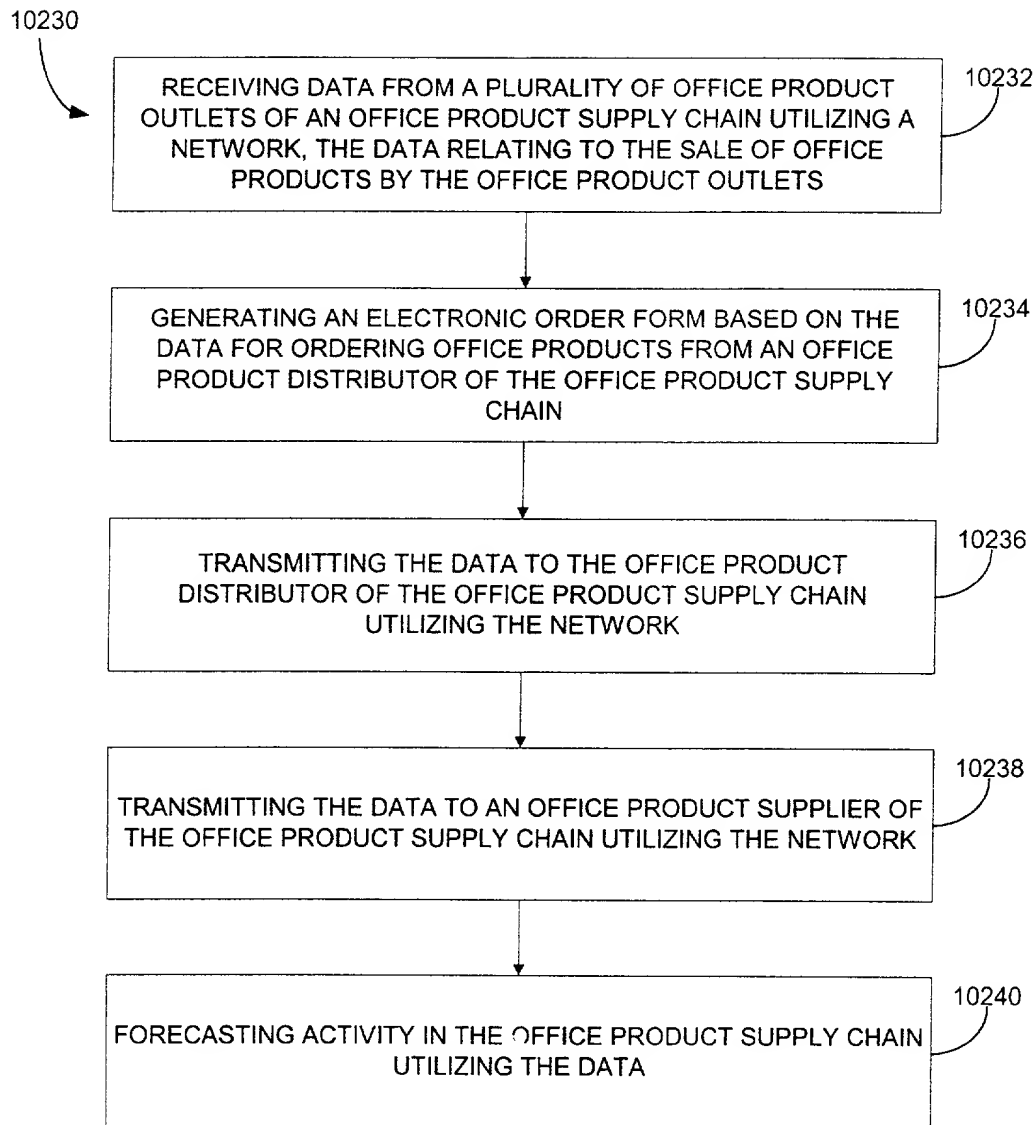 10230
10232
RECEIVING DATA FROM A PLURALITY OF OFFICE PRODUCT
OUTLETS OF AN OFFICE PRODUCT SUPPLY CHAIN UTILIZING A
NETWORK, THE DATA RELATING TO THE SALE OF OFFICE
PRODUCTS BY THE OFFICE PRODUCT OUTLETS
10234
GENERATING AN ELECTRONIC ORDER FORM BASED ON THE
DATA FOR ORDERING OFFICE PRODUCTS FROM AN OFFICE
PRODUCT DISTRIBUTOR OF THE OFFICE PRODUCT SUPPLY
CHAIN
10236
TRANSMITTING THE DATA TO THE OFFICE PRODUCT
DISTRIBUTOR OF THE OFFICE PRODUCT SUPPLY CHAIN
UTILIZING THE NETWORK
10238
TRANSMITTING THE DATA TO AN OFFICE PRODUCT SUPPLIER OF
THE OFFICE PRODUCT SUPPLY CHAIN UTILIZING THE NETWORK
10240
FORECASTING ACTIVITY IN THE OFFICE PRODUCT SUPPLY CHAIN
UTILIZING THE DATA